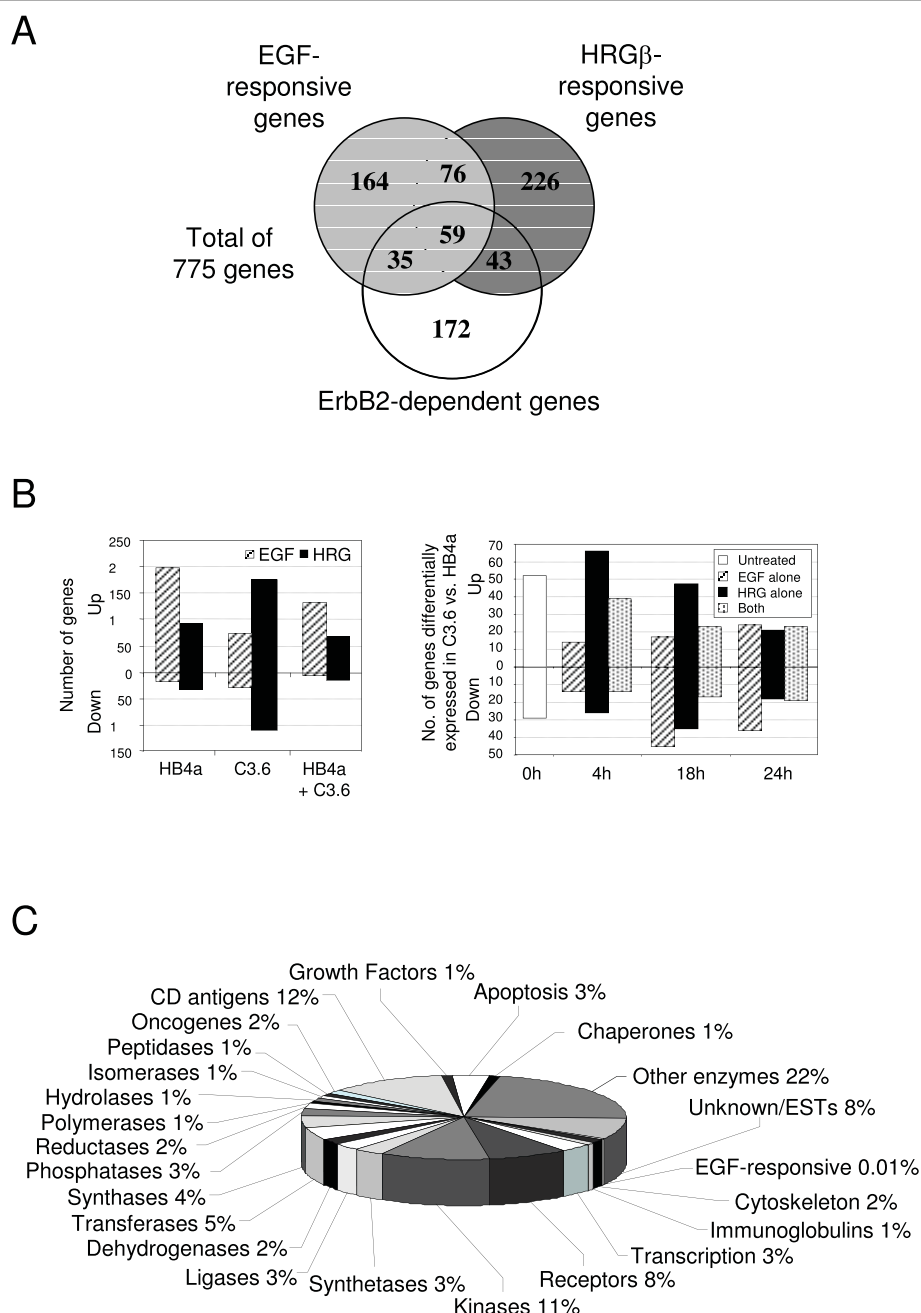 A
EGF-
responsive
genes
HRGβ-
responsive
genes
164
76
226
59
35
43
172
Total of
775 genes
ErbB2-dependent genes
B
Number of genes
Down Up
250
2
150
1
50
0
50
1
150
EGF HRG
HB4a
C3.6
HB4a
+ C3.6
No. of genes differentially
expressed in C3.6 vs. HB4a
Down Up
70
60
50
40
30
20
10
0
10
20
30
40
50
Untreated
EGF alone
HRG alone
Both
0h
4h
18h
24h
C
Growth Factors 1%
CD antigens 12%
Apoptosis 3%
Oncogenes 2%
Chaperones 1%
Peptidases 1%
Isomerases 1%
Other enzymes 22%
Hydrolases 1%
Unknown/ESTs 8%
Polymerases 1%
Reductases 2%
Phosphatases 3%
EGF-responsive 0.01%
Synthases 4%
Cytoskeleton 2%
Transferases 5%
Immunoglobulins 1%
Dehydrogenases 2%
Transcription 3%
Ligases 3%
Synthetases 3%
Receptors 8%
Kinases 11%